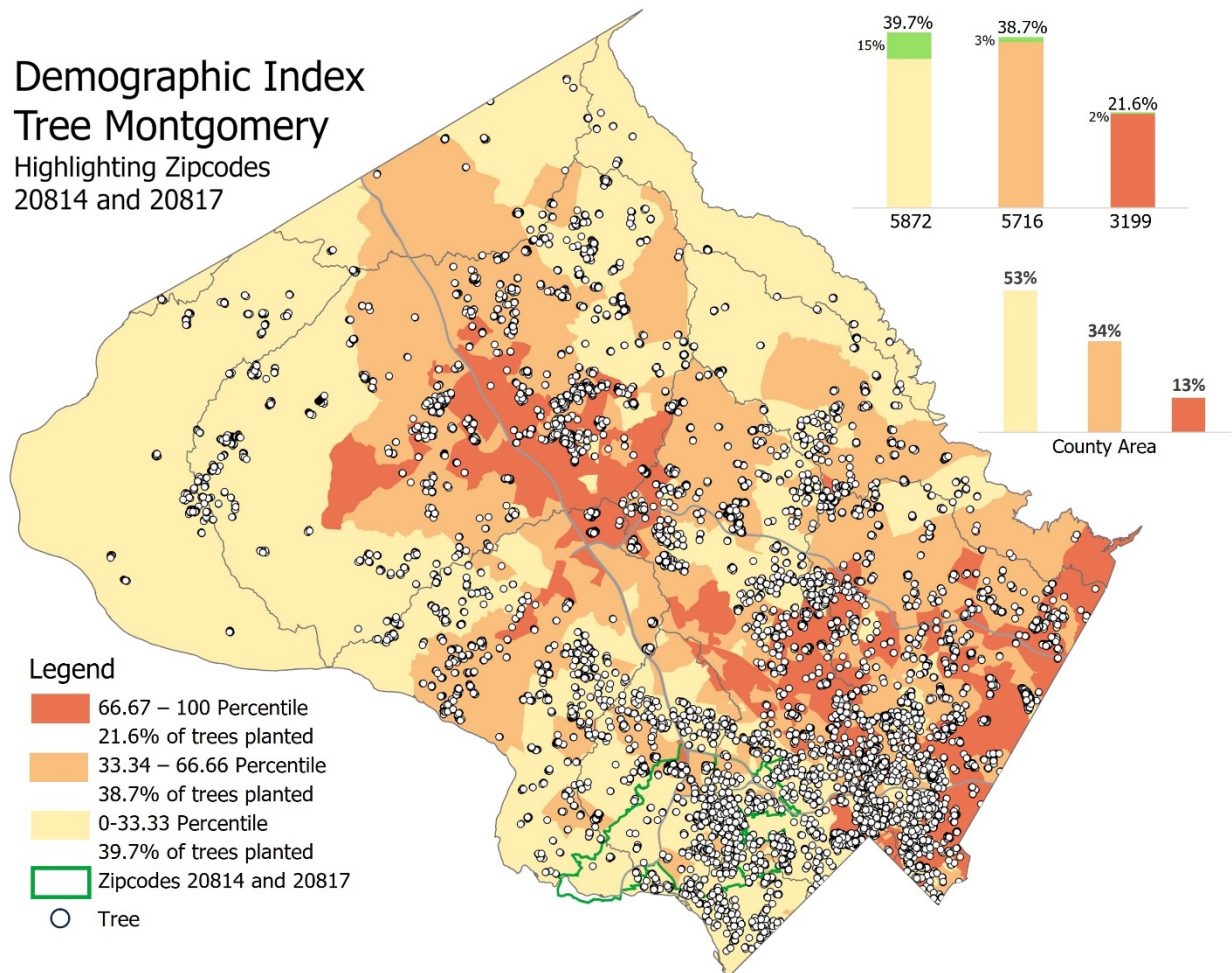 Demographic Index
Tree Montgomery
Highlighting Zipcodes
20814 and 20817
39.7%
15%
38.7%
3%
21.6%
2%
5872
5716
3199
53%
34%
13%
County Area
Legend
66.67 – 100 Percentile
21.6% of trees planted
33.34 – 66.66 Percentile
38.7% of trees planted
0-33.33 Percentile
39.7% of trees planted
Zipcodes 20814 and 20817
Tree